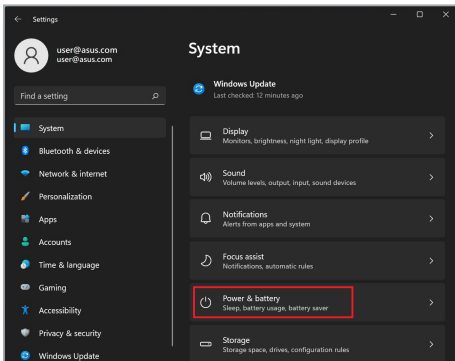 Settings
user@asus.com
user@asus.com
Find a setting
System
Bluetooth & devices
Network & internet
Personalization
Apps
Accounts
Time & language
Gaming
Accessibility
Privacy & security
Windows Update
System
Windows Update
Last checked: 12 minutes ago
Display
Monitors, brightness, night light, display profile
Sound
Volume levels, output, input, sound devices
Notifications
Alerts from apps and system
Focus assist
Notifications, automatic rules
Power & battery
Sleep, battery usage, battery saver
Storage
Storage space, drives, configuration rules